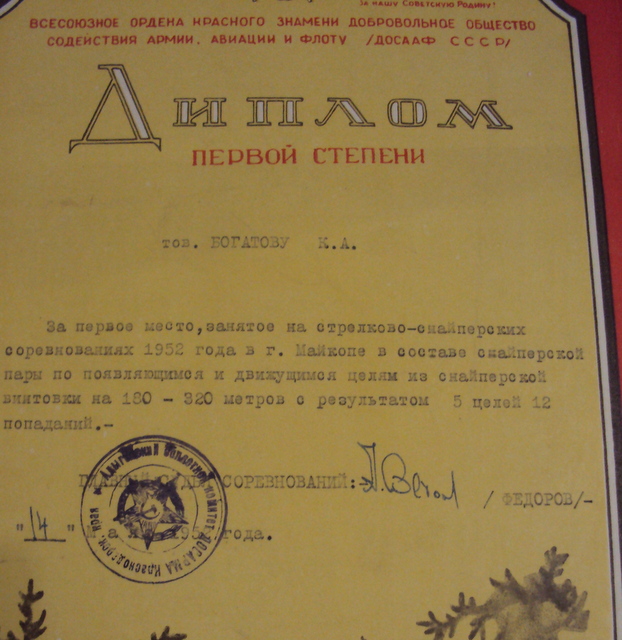 За нашу Советскую Родину!
ВСЕСОЮЗНОЕ ОРДЕНА КРАСНОГО ЗНАМЕНИ ДОБРОВОЛЬНОЕ ОБЩЕСТВО
СОДЕЙСТВИЯ АРМИИ, АВИАЦИИ И ФЛОТУ /ДОСААФ СССР/
ДИПЛОМ
ПЕРВОЙ СТЕПЕНИ
тов. БОГАТОВУ К.А.
За первое место, занятое на стрелково-снайперских
соревнованиях 1952 года в г. Майкопе в составе снайперской
пары по появляющимся и движущимся целям из снайперской
винтовки на 180 - 320 метров с результатом 5 целей 12
попаданий.-
ГЛАВНЫЙ СУДЬЯ СОРЕВНОВАНИЙ:
/ ФЕДОРОВ/-
"14" года.